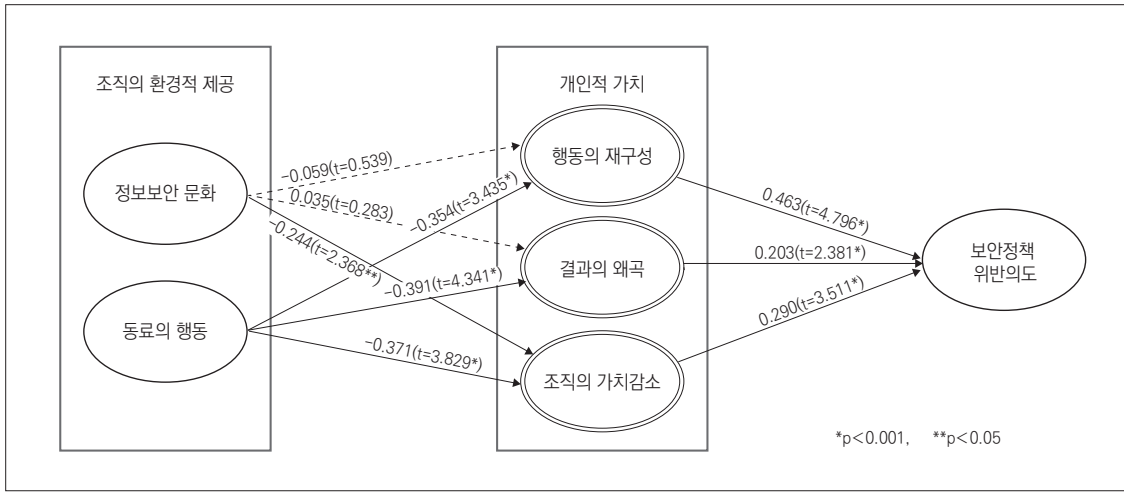 조직의 환경적 제공
개인적 가치
정보보안 문화
동료의 행동
행동의 재구성
결과의 왜곡
조직의 가치감소
보안정책
위반의도
-0.059(t=0.539)
0.035(t=0.283)
-0.244(t=2.368**)
-0.354(t=3.435*)
-0.391(t=4.341*)
-0.371(t=3.829*)
0.463(t=4.796*)
0.203(t=2.381*)
0.290(t=3.511*)
*p<0.001, **p<0.05